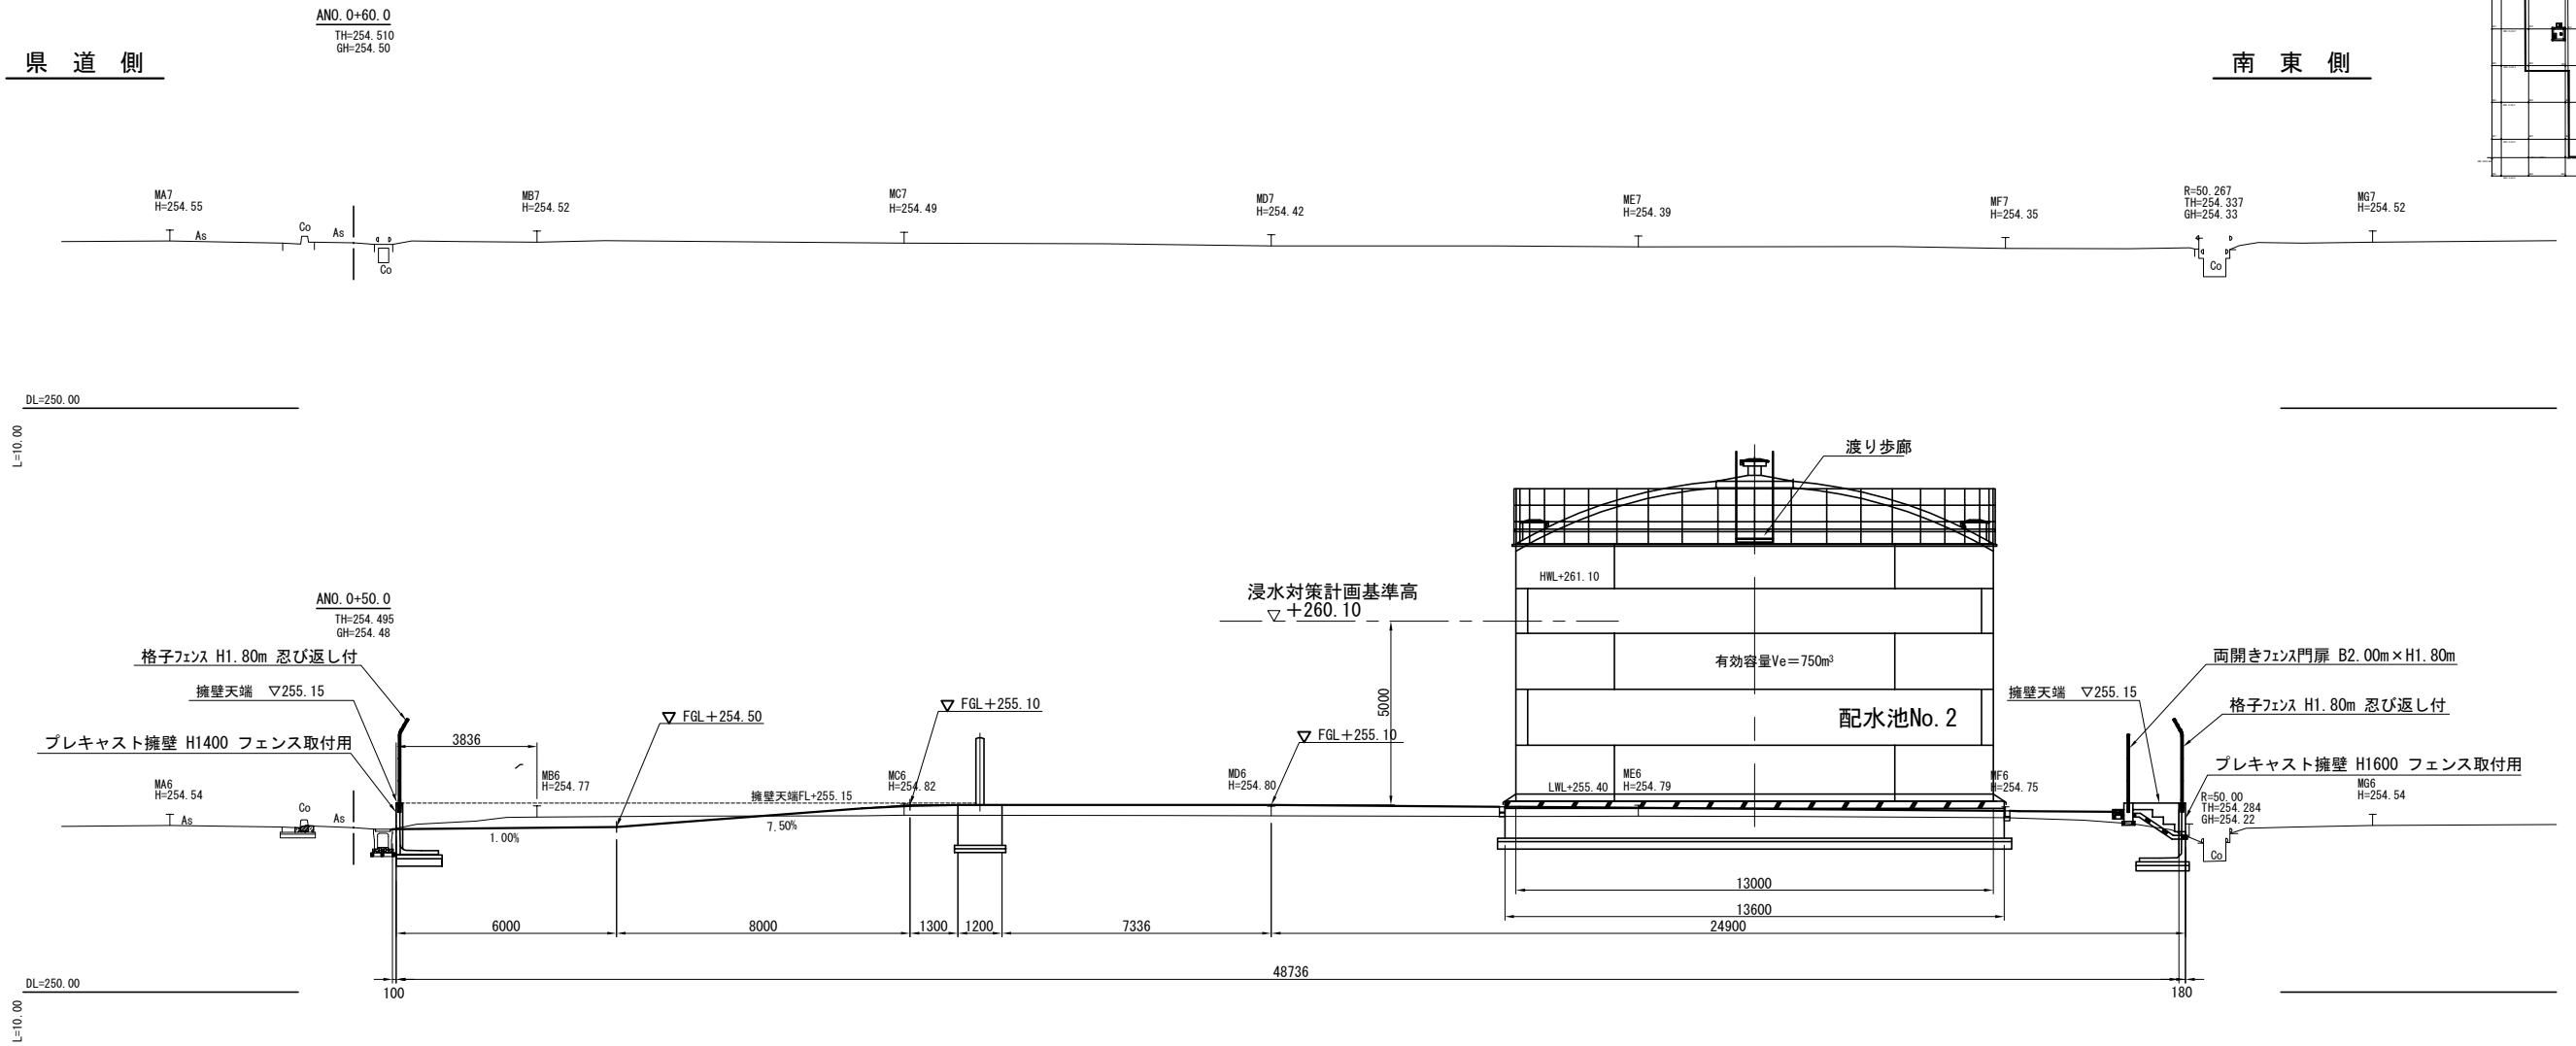 ANO.0+60.0
TH=254.510
GH=254.50
県道側
南東側
MA7
H=254.55
MB7
H=254.52
MC7
H=254.49
MD7
H=254.42
ME7
H=254.39
MF7
H=254.35
R=50.267
TH=254.337
GH=254.33
MG7
H=254.52
As
Co
As
Co
Co
DL=250.00
L=10.00
渡り歩廊
HWL+261.10
浸水対策計画基準高
▽+260.10
ANO.0+50.0
TH=254.495
GH=254.48
格子フェンス H1.80m 忍び返し付
擁壁天端 ▽255.15
プレキャスト擁壁 H1400 フェンス取付用
3836
▽ FGL+254.50
▽ FGL+255.10
▽ FGL+255.10
5000
有効容量Ve=750m³
配水池No.2
両開きフェンス門扉 B2.00m×H1.80m
擁壁天端 ▽255.15
格子フェンス H1.80m 忍び返し付
プレキャスト擁壁 H1600 フェンス取付用
MA6
H=254.54
MB6
H=254.77
MC6
H=254.82
MD6
H=254.80
ME6
H=254.79
MF6
H=254.75
R=50.00
TH=254.284
GH=254.22
MG6
H=254.54
擁壁天端FL+255.15
LWL+255.40
As
Co
As
1.00%
7.50%
Co
13000
13600
6000
8000
1300
1200
7336
24900
48736
100
180
DL=250.00
L=10.00